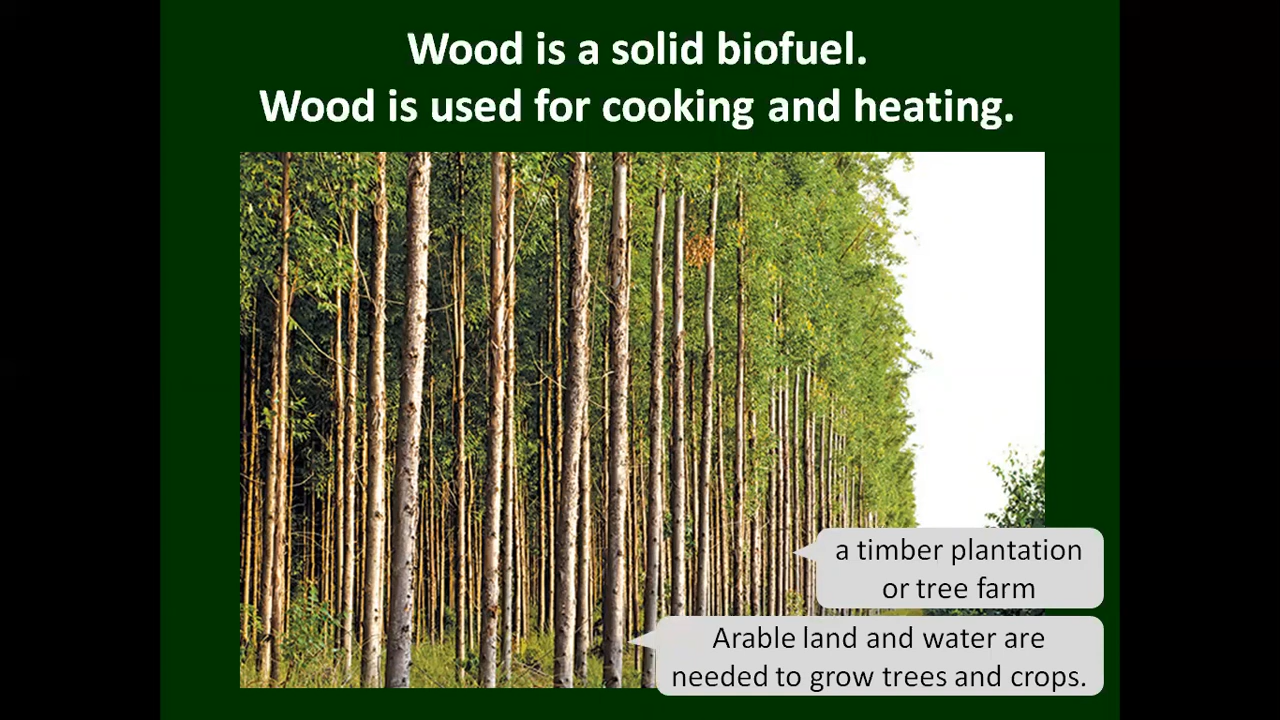 Wood is a solid biofuel.
Wood is used for cooking and heating.
a timber plantation
or tree farm
Arable land and water are
needed to grow trees and crops.